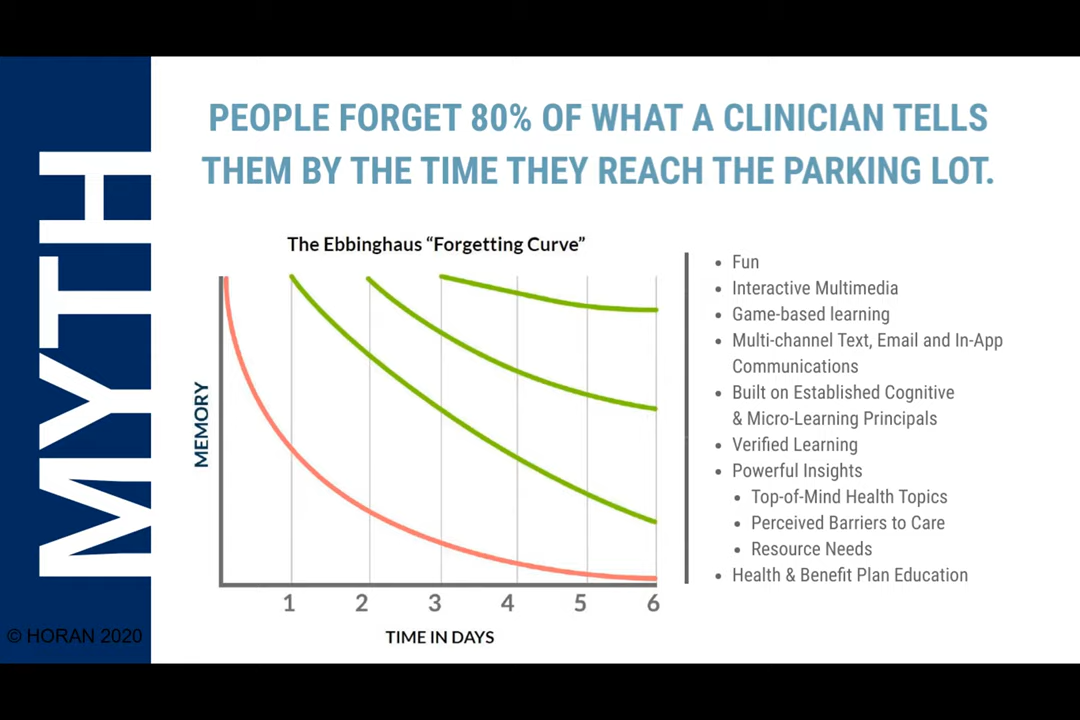 MYTH
PEOPLE FORGET 80% OF WHAT A CLINICIAN TELLS
THEM BY THE TIME THEY REACH THE PARKING LOT.
The Ebbinghaus “Forgetting Curve”
MEMORY
1 2 3 4 5 6
TIME IN DAYS
• Fun
• Interactive Multimedia
• Game-based learning
• Multi-channel Text, Email and In-App
Communications
• Built on Established Cognitive
& Micro-Learning Principals
• Verified Learning
• Powerful Insights
• Top-of-Mind Health Topics
• Perceived Barriers to Care
• Resource Needs
• Health & Benefit Plan Education
© HORAN 2020